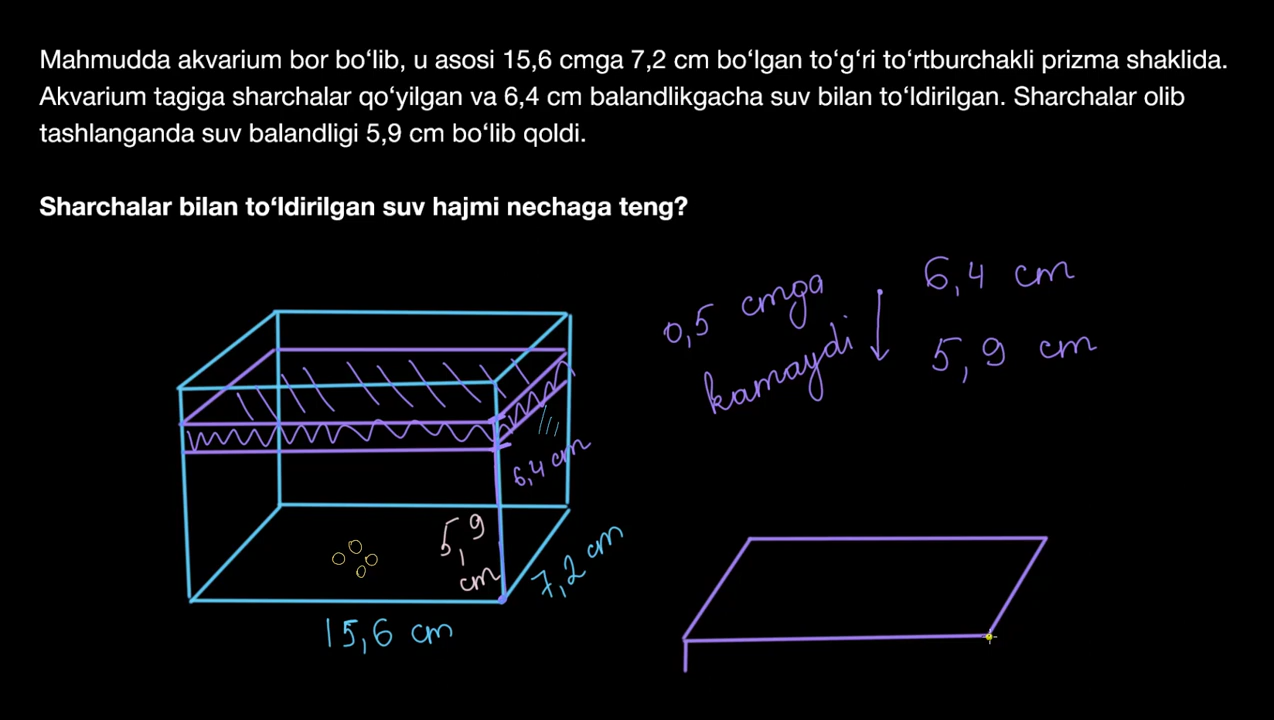 Mahmudda akvarium bor bo‘lib, u asosi 15,6 cmga 7,2 cm bo‘lgan to‘g‘ri to‘rtburchakli prizma shaklida.
Akvarium tagiga sharchalar qo‘yilgan va 6,4 cm balandlikgacha suv bilan to‘ldirilgan. Sharchalar olib
tashlanganda suv balandligi 5,9 cm bo‘lib qoldi.
Sharchalar bilan to‘ldirilgan suv hajmi nechaga teng?
0,5 cmga
kamaydi
6,4 cm
5,9 cm
6,4 cm
5,9
cm
7,2 cm
15,6 cm